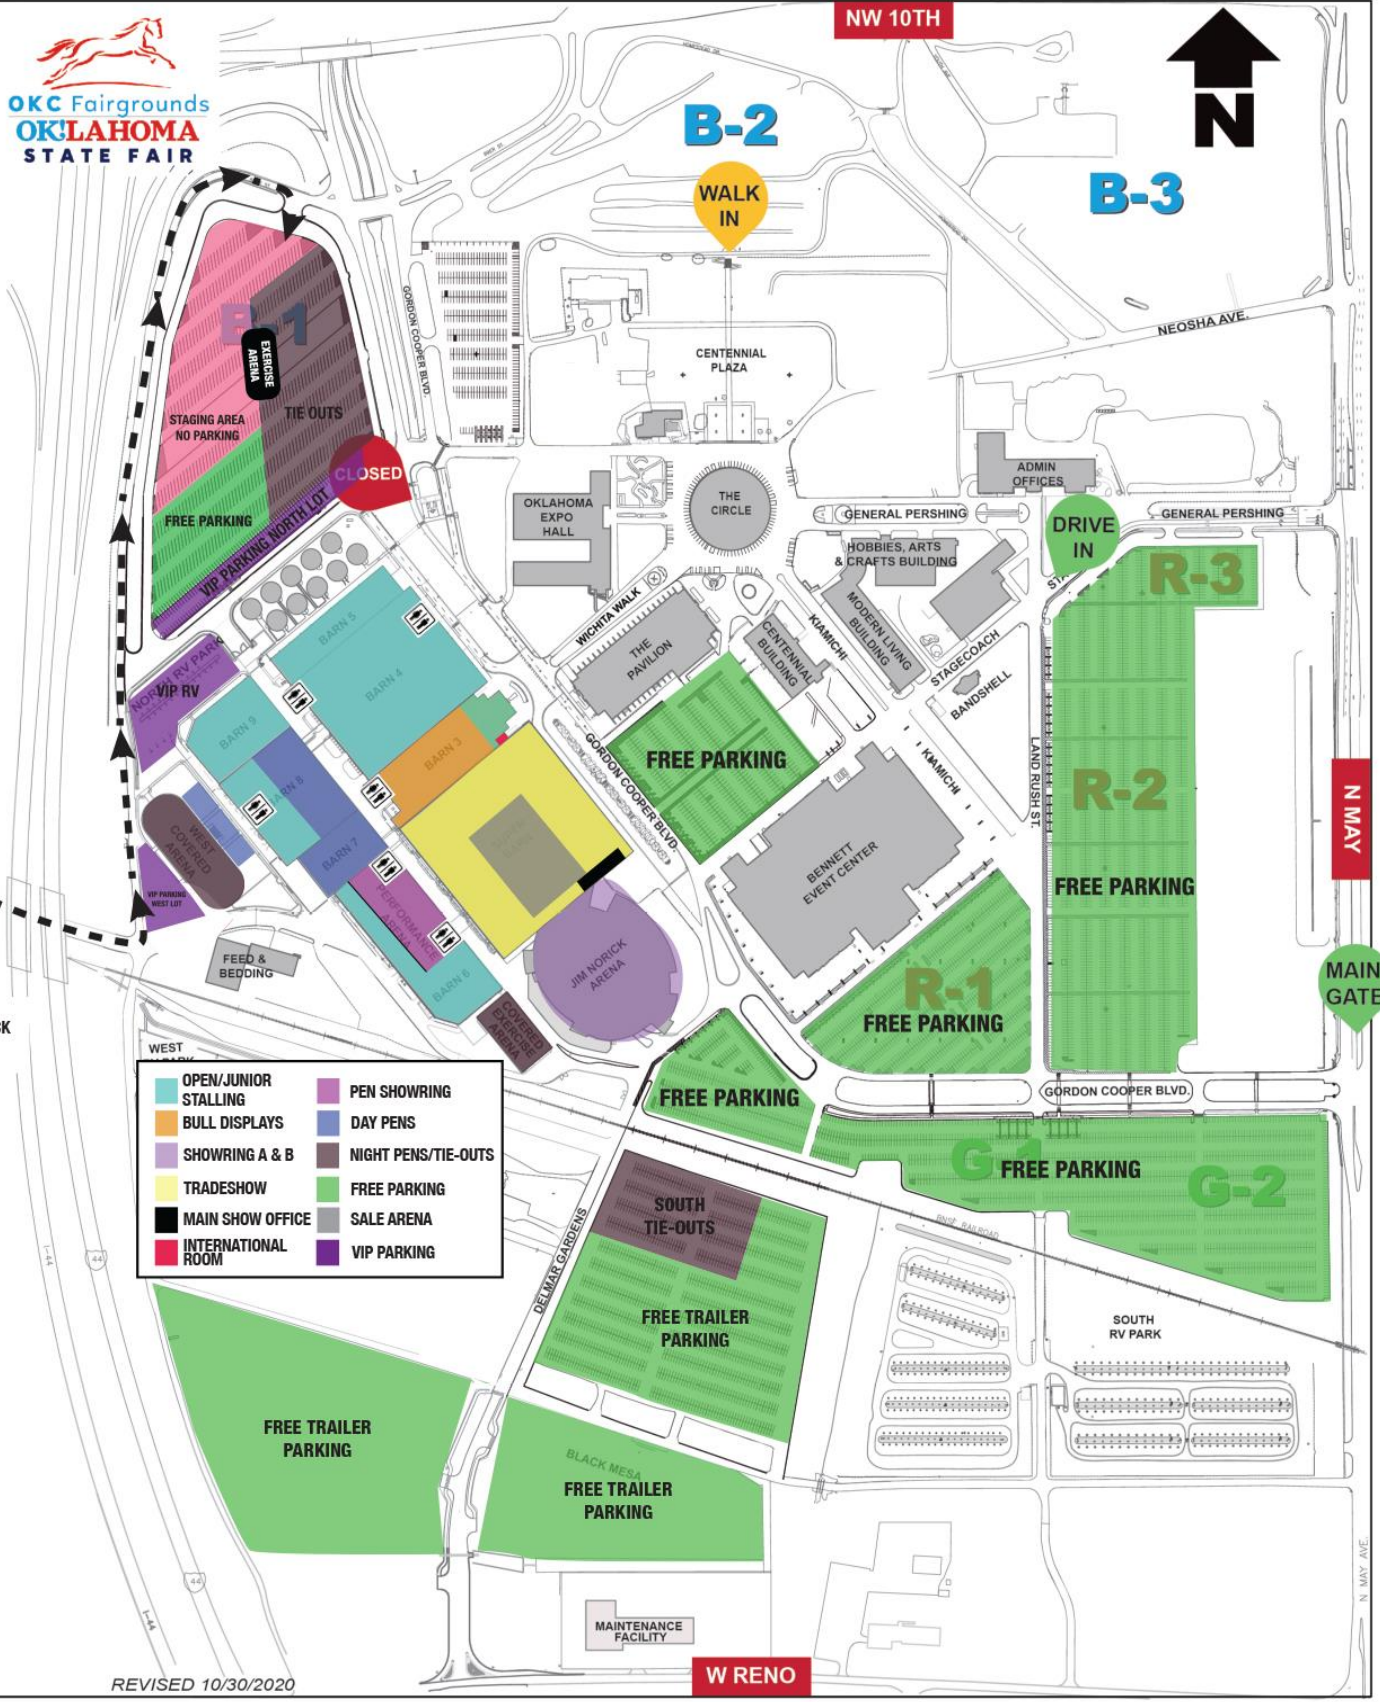 NW 10TH
OKC Fairgrounds
OK!LAHOMA
STATE FAIR
N
B-2
B-3
WALK
IN
NEOSHA AVE.
GORDON COOPER BLVD.
CENTENNIAL
PLAZA
B-1
EXERCISE
ARENA
STAGING AREA
NO PARKING
TIE OUTS
CLOSED
FREE PARKING
VIP PARKING NORTH LOT
OKLAHOMA
EXPO
HALL
THE
CIRCLE
ADMIN
OFFICES
GENERAL PERSHING
GENERAL PERSHING
DRIVE
IN
HOBBIES, ARTS
& CRAFTS BUILDING
R-3
WICHITA WALK
THE
PAVILION
CENTENNIAL
BUILDING
KIAMICHI
MODERN LIVING
BUILDING
STAGECOACH
BANDSHELL
BARN 5
BARN 4
NORTH RV PARK
VIP RV
BARN 9
BARN 3
BARN 8
BARN 7
GORDON COOPER BLVD.
FREE PARKING
KIAMICHI
LAND RUSH ST.
R-2
FREE PARKING
N MAY
WEST
COVERED
ARENA
VIP PARKING
WEST LOT
PERFORMANCE
ARENA
BARN 6
BENNETT
EVENT CENTER
FEED &
BEDDING
JIM NORICK
ARENA
COVERED
EXERCISE
ARENA
R-1
FREE PARKING
MAIN
GATE
WEST
FREE PARKING
GORDON COOPER BLVD.
OPEN/JUNIOR
STALLING
PEN SHOWRING
BULL DISPLAYS
DAY PENS
SHOWRING A & B
NIGHT PENS/TIE-OUTS
TRADESHOW
FREE PARKING
MAIN SHOW OFFICE
SALE ARENA
INTERNATIONAL
ROOM
VIP PARKING
G-1
FREE PARKING
G-2
SOUTH
TIE-OUTS
BNSF RAILROAD
DELMAR GARDENS
I-44
44
FREE TRAILER
PARKING
SOUTH
RV PARK
FREE TRAILER
PARKING
BLACK MESA
FREE TRAILER
PARKING
44
I-44
N MAY AVE.
MAINTENANCE
FACILITY
W RENO
REVISED 10/30/2020